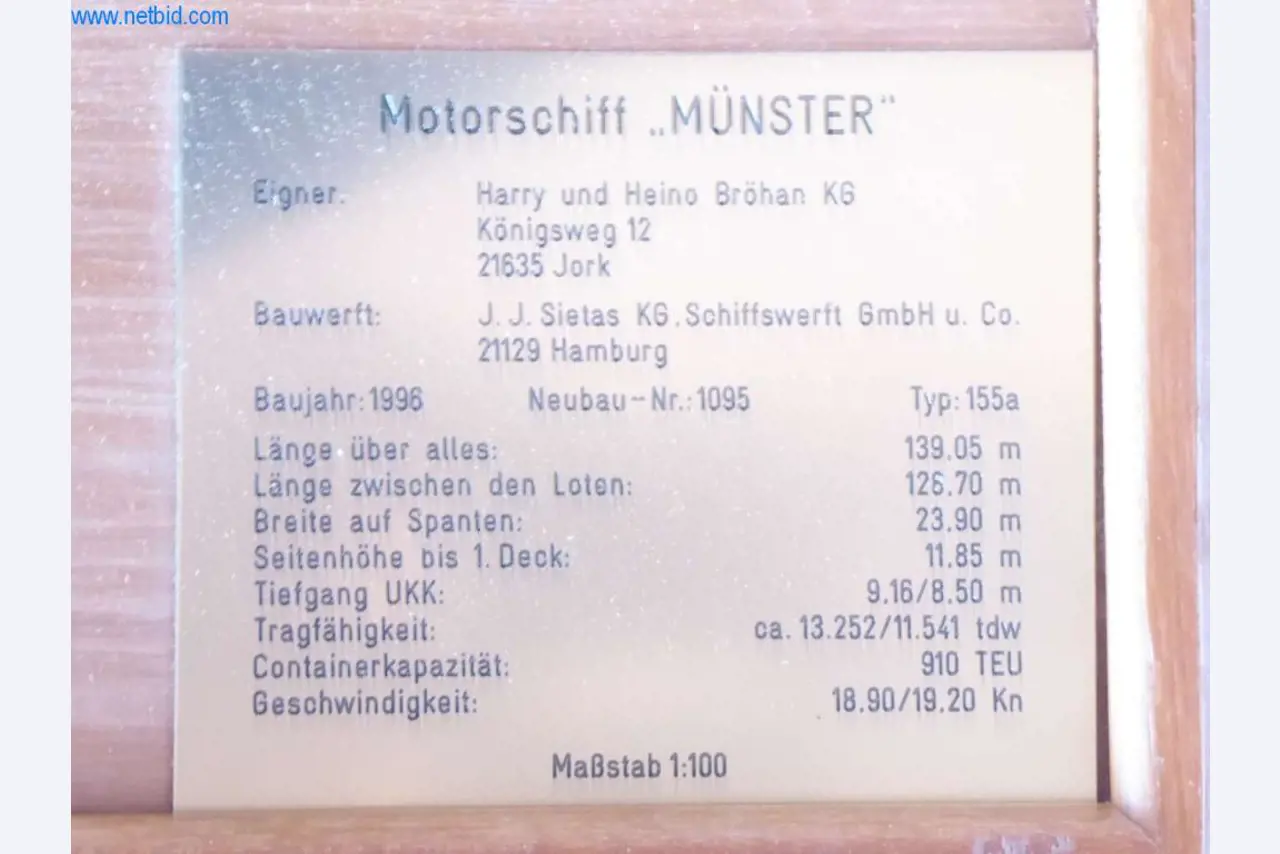 www.netbid.com
Motorschiff „MÜNSTER“
Eigner: Harry und Heino Bröhan KG
Königsweg 12
21635 Jork
Bauwerft: J. J. Sietas KG. Schiffswerft GmbH u. Co.
21129 Hamburg
Baujahr: 1996 Neubau-Nr.: 1095 Typ: 155a
Länge über alles: 139.05 m
Länge zwischen den Loten: 126.70 m
Breite auf Spanten: 23.90 m
Seitenhöhe bis 1. Deck: 11.85 m
Tiefgang UKK: 9.16/8.50 m
Tragfähigkeit: ca. 13.252/11.541 tdw
Containerkapazität: 910 TEU
Geschwindigkeit: 18.90/19.20 Kn
Maßstab 1:100